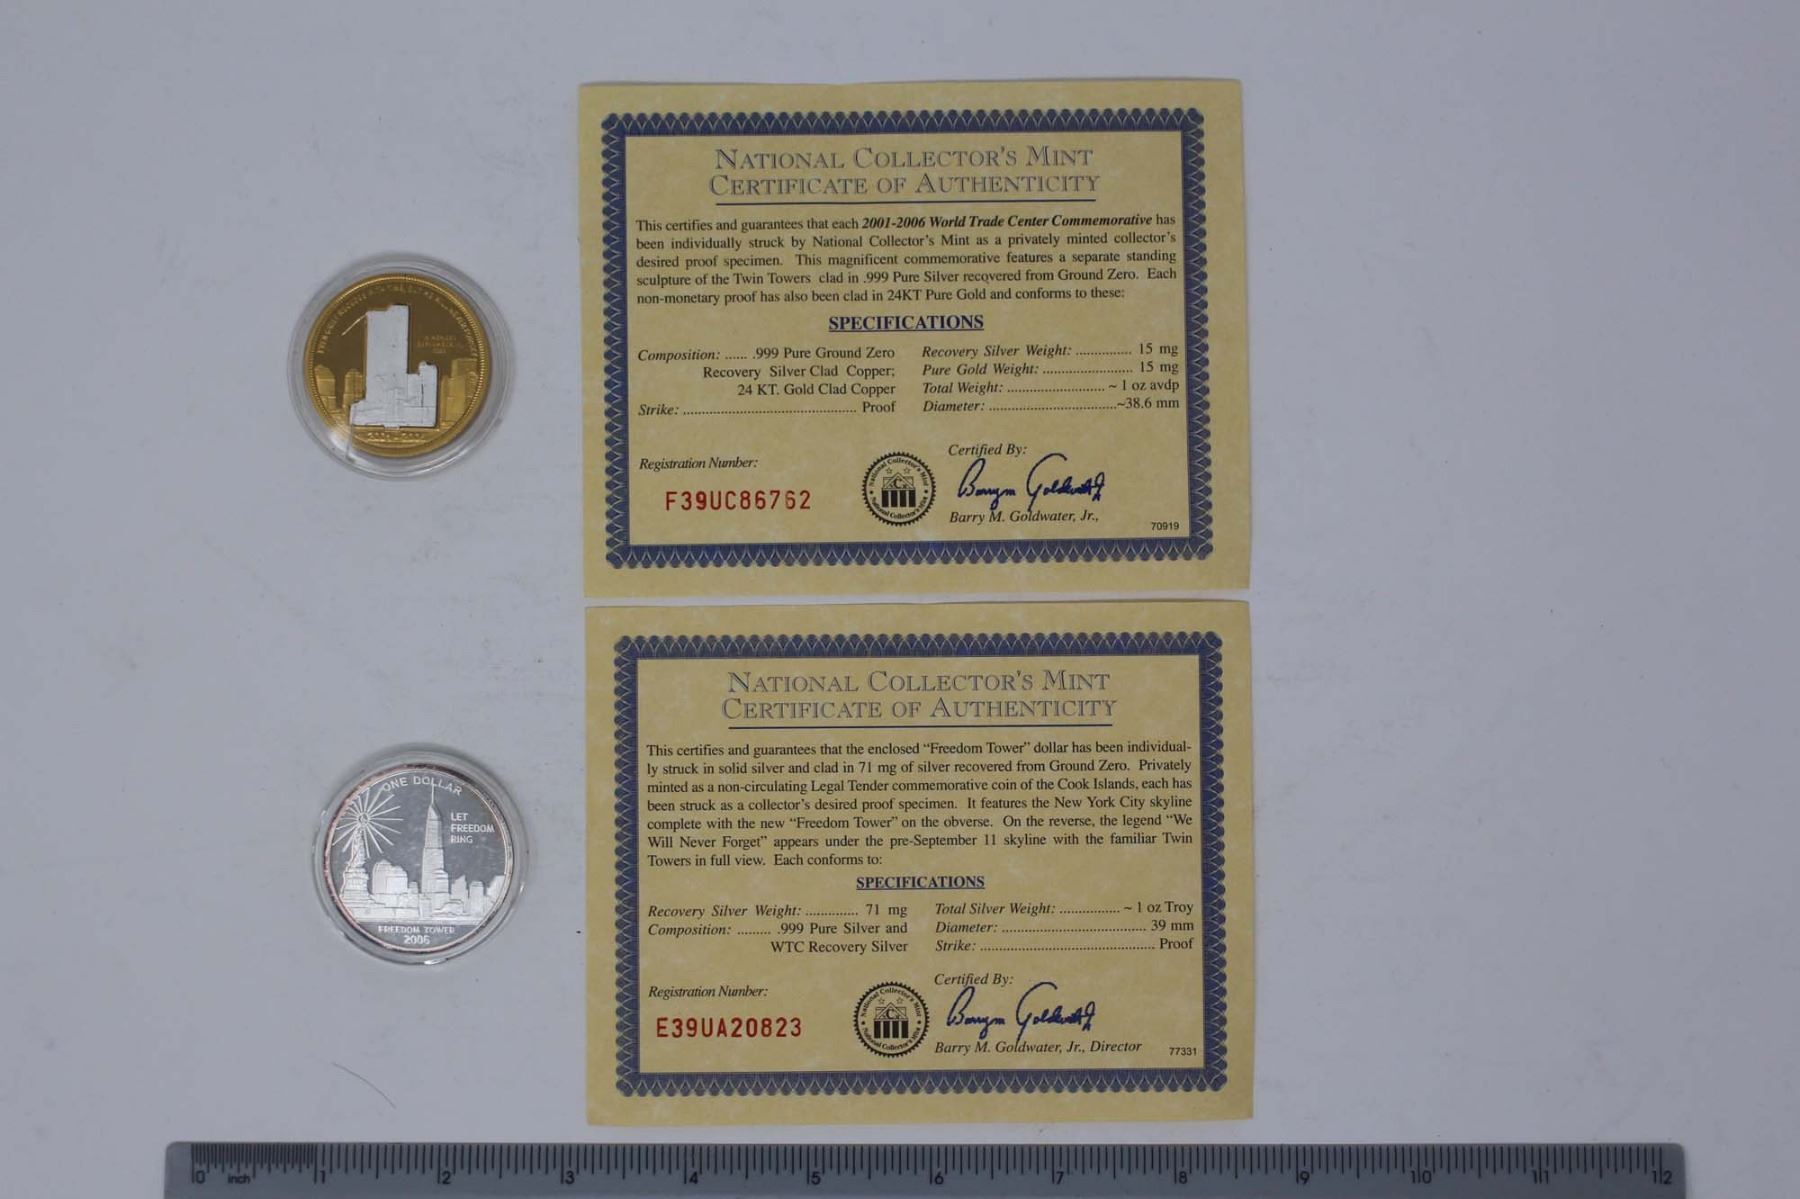 NATIONAL COLLECTOR'S MINT
CERTIFICATE OF AUTHENTICITY
This certifies and guarantees that each 2001-2006 World Trade Center Commemorative has
been individually struck by National Collector's Mint as a privately minted collector's
desired proof specimen. This magnificent commemorative features a separate standing
sculpture of the Twin Towers clad in .999 Pure Silver recovered from Ground Zero. Each
non-monetary proof has also been clad in 24KT Pure Gold and conforms to these:
SPECIFICATIONS
Composition: ...... .999 Pure Ground Zero
Recovery Silver Clad Copper;
24 KT. Gold Clad Copper
Strike: ............................................... Proof
Recovery Silver Weight: .............. 15 mg
Pure Gold Weight: ....................... 15 mg
Total Weight: .......................... ~ 1 oz avdp
Diameter: ..................................~38.6 mm
Registration Number:
F39UC86762
National Collector's Mint
National Collector's
Certified By:
Barry M. Goldwater, Jr.,
70919
2001-2006
ONE DOLLAR
LET
FREEDOM
RING
FREEDOM TOWER
2006
NATIONAL COLLECTOR'S MINT
CERTIFICATE OF AUTHENTICITY
This certifies and guarantees that the enclosed “Freedom Tower” dollar has been individual-
ly struck in solid silver and clad in 71 mg of silver recovered from Ground Zero. Privately
minted as a non-circulating Legal Tender commemorative coin of the Cook Islands, each has
been struck as a collector's desired proof specimen. It features the New York City skyline
complete with the new “Freedom Tower” on the obverse. On the reverse, the legend “We
Will Never Forget” appears under the pre-September 11 skyline with the familiar Twin
Towers in full view. Each conforms to:
SPECIFICATIONS
Recovery Silver Weight: .............. 71 mg
Composition: ......... .999 Pure Silver and
WTC Recovery Silver
Total Silver Weight: ................ ~ 1 oz Troy
Diameter: ...................................... 39 mm
Strike: .............................................. Proof
Registration Number:
E39UA20823
National Collector's Mint
National Collector's
Certified By:
Barry M. Goldwater, Jr., Director
77331
0 inch 1 2 3 4 5 6 7 8 9 10 11 12